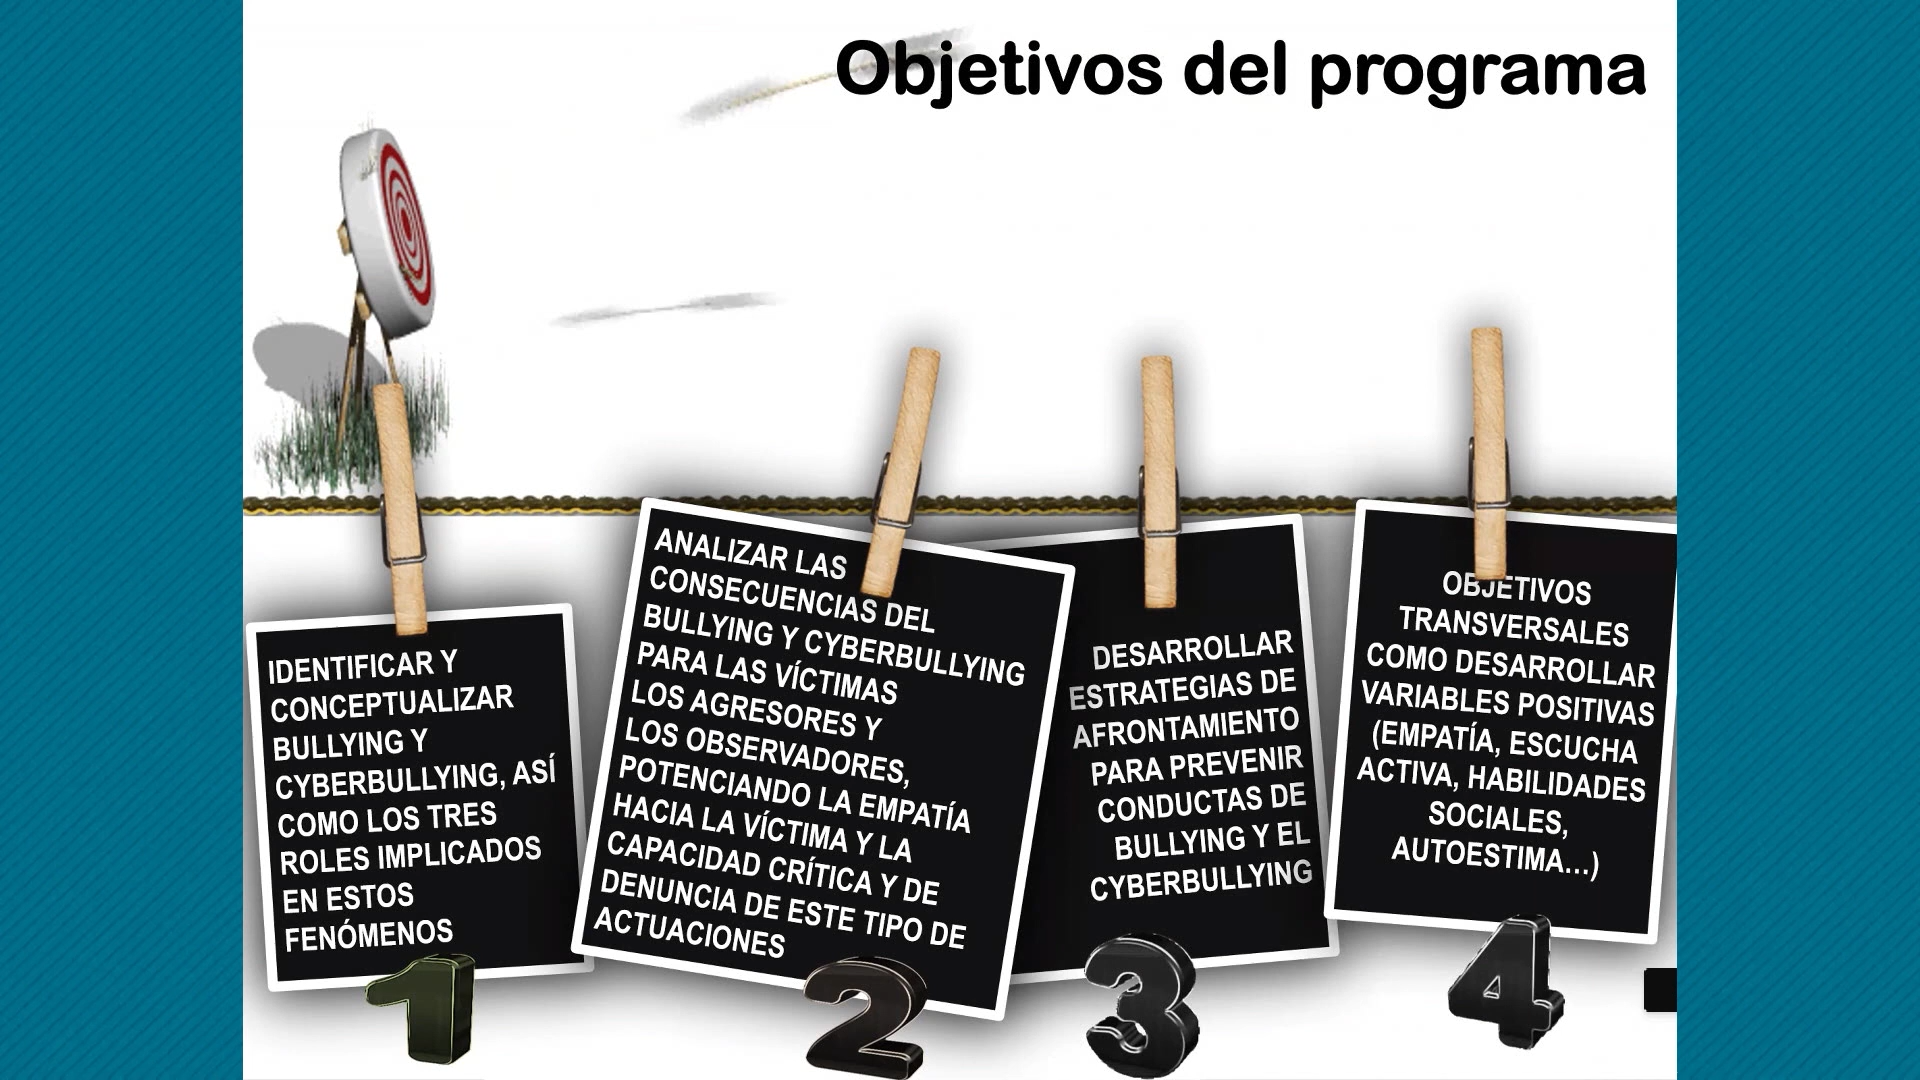 Objetivos del programa
IDENTIFICAR Y
CONCEPTUALIZAR
BULLYING Y
CYBERBULLYING, ASÍ
COMO LOS TRES
ROLES IMPLICADOS
EN ESTOS
FENÓMENOS
1
ANALIZAR LAS
CONSECUENCIAS DEL
BULLYING Y CYBERBULLYING
PARA LAS VÍCTIMAS
LOS AGRESORES Y
LOS OBSERVADORES,
POTENCIANDO LA EMPATÍA
HACIA LA VÍCTIMA Y LA
CAPACIDAD CRÍTICA Y DE
DENUNCIA DE ESTE TIPO DE
ACTUACIONES
2
DESARROLLAR
ESTRATEGIAS DE
AFRONTAMIENTO
PARA PREVENIR
CONDUCTAS DE
BULLYING Y EL
CYBERBULLYING
3
OBJETIVOS
TRANSVERSALES
COMO DESARROLLAR
VARIABLES POSITIVAS
(EMPATÍA, ESCUCHA
ACTIVA, HABILIDADES
SOCIALES,
AUTOESTIMA...)
4